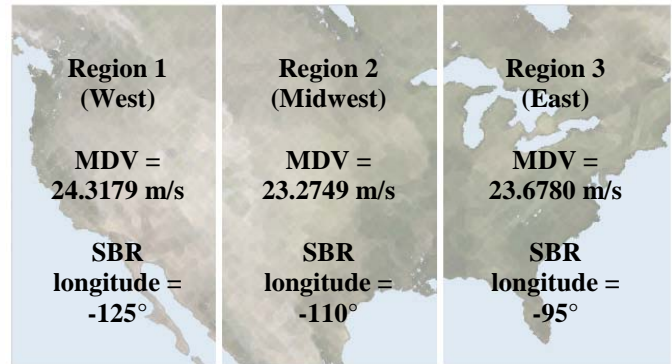 Region 1
(West)
MDV =
24.3179 m/s
SBR
longitude =
-125°
Region 2
(Midwest)
MDV =
23.2749 m/s
SBR
longitude =
-110°
Region 3
(East)
MDV =
23.6780 m/s
SBR
longitude =
-95°